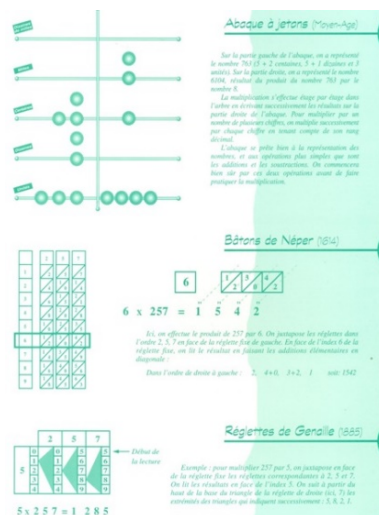 Abaque à jetons (Moyen-Age)
Sur la partie gauche de l'abaque, on a représenté
le nombre 763 (5 + 2 centaines, 5 + 1 dizaines et 3
unités). Sur la partie droite, on a représenté le nombre
6104, résultat du produit du nombre 763 par le
nombre 8.
La multiplication s'effectue étage par étage dans
l'arbre en écrivant successivement les résultats sur la
partie droite de l'abaque. Pour multiplier par un
nombre de plusieurs chiffres, on multiplie successivement
par chaque chiffre en tenant compte de son rang
décimal.
L'abaque se prête bien à la représentation des
nombres, et aux opérations plus simples que sont
les additions et les soustractions. On commencera
bien sûr par ces deux opérations avant de faire
pratiquer la multiplication.
Bâtons de Néper (1614)
6
1 2 3 0 4 2
6 x 257 = 1 5 4 2
Ici, on effectue le produit de 257 par 6. On juxtapose les réglettes dans
l'ordre 2, 5, 7 en face de la réglette fixe de gauche. En face de l'index 6 de la
réglette fixe, on lit le résultat en faisant les additions élémentaires en
diagonale :
Dans l'ordre de droite à gauche : 2, 4+0, 3+2, 1 soit: 1542
Réglettes de Genaille (1885)
2 5 7
5
Début de
la lecture
Exemple : pour multiplier 257 par 5, on juxtapose en face
de la réglette fixe les réglettes correspondantes à 2, 5 et 7.
On lit les résultats en face de l'index 5. On suit à partir du
haut de la base du triangle de la réglette de droite (ici, 7) les
extrémités des triangles qui indiquent successivement : 5, 8, 2, 1.
5 x 2 5 7 = 1 2 8 5